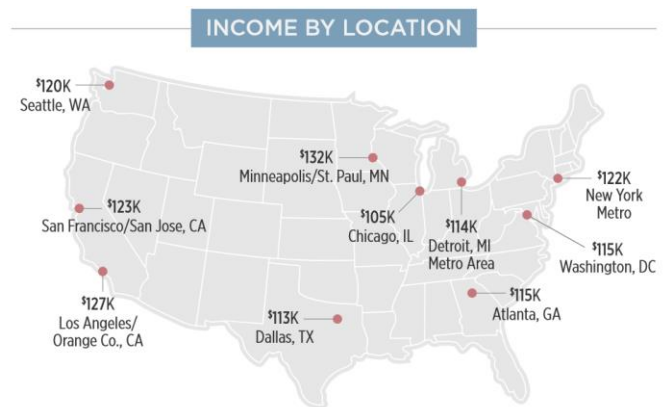 INCOME BY LOCATION
$120K
Seattle, WA
$132K
Minneapolis/St. Paul, MN
$122K
New York
Metro
$123K
San Francisco/San Jose, CA
$105K
Chicago, IL
$114K
Detroit, MI
Metro Area
$115K
Washington, DC
$127K
Los Angeles/
Orange Co., CA
$113K
Dallas, TX
$115K
Atlanta, GA